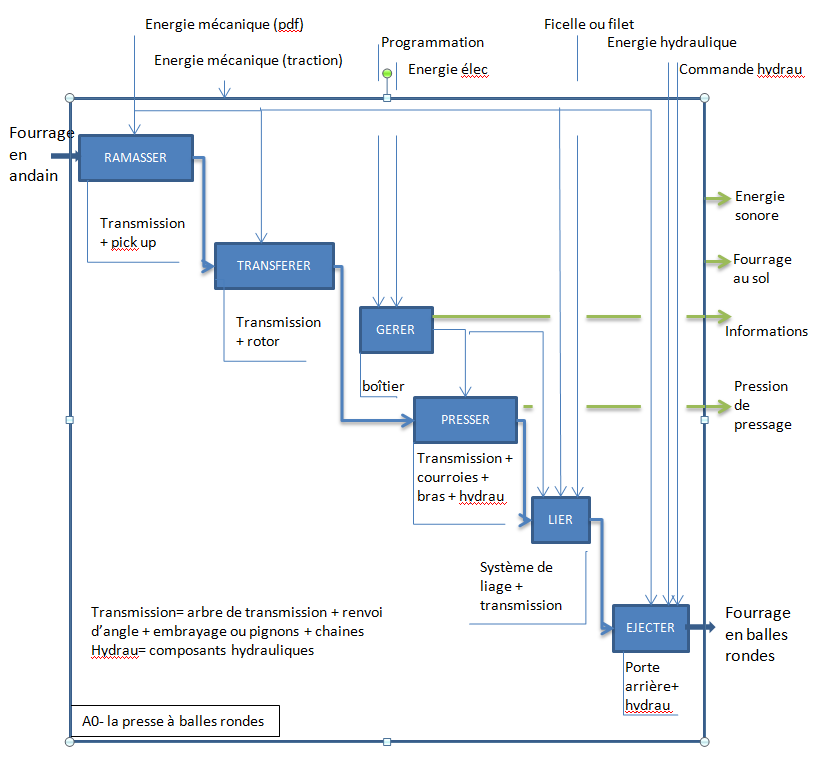 Energie mécanique (pdf)
Ficelle ou filet
Programmation
Energie hydraulique
Energie mécanique (traction)
Energie élec
Commande hydrau
Fourrage
en
andain
RAMASSER
Transmission
+ pick up
Energie
sonore
TRANSFERER
Fourrage
au sol
Transmission
+ rotor
GERER
Informations
boîtier
Pression
de
pressage
PRESSER
Transmission +
courroies +
bras + hydrau
LIER
Système de
liage +
transmission
Transmission= arbre de transmission + renvoi
d’angle + embrayage ou pignons + chaines
Hydrau= composants hydrauliques
EJECTER
Fourrage
en balles
rondes
Porte
arrière+
hydrau
A0- la presse à balles rondes